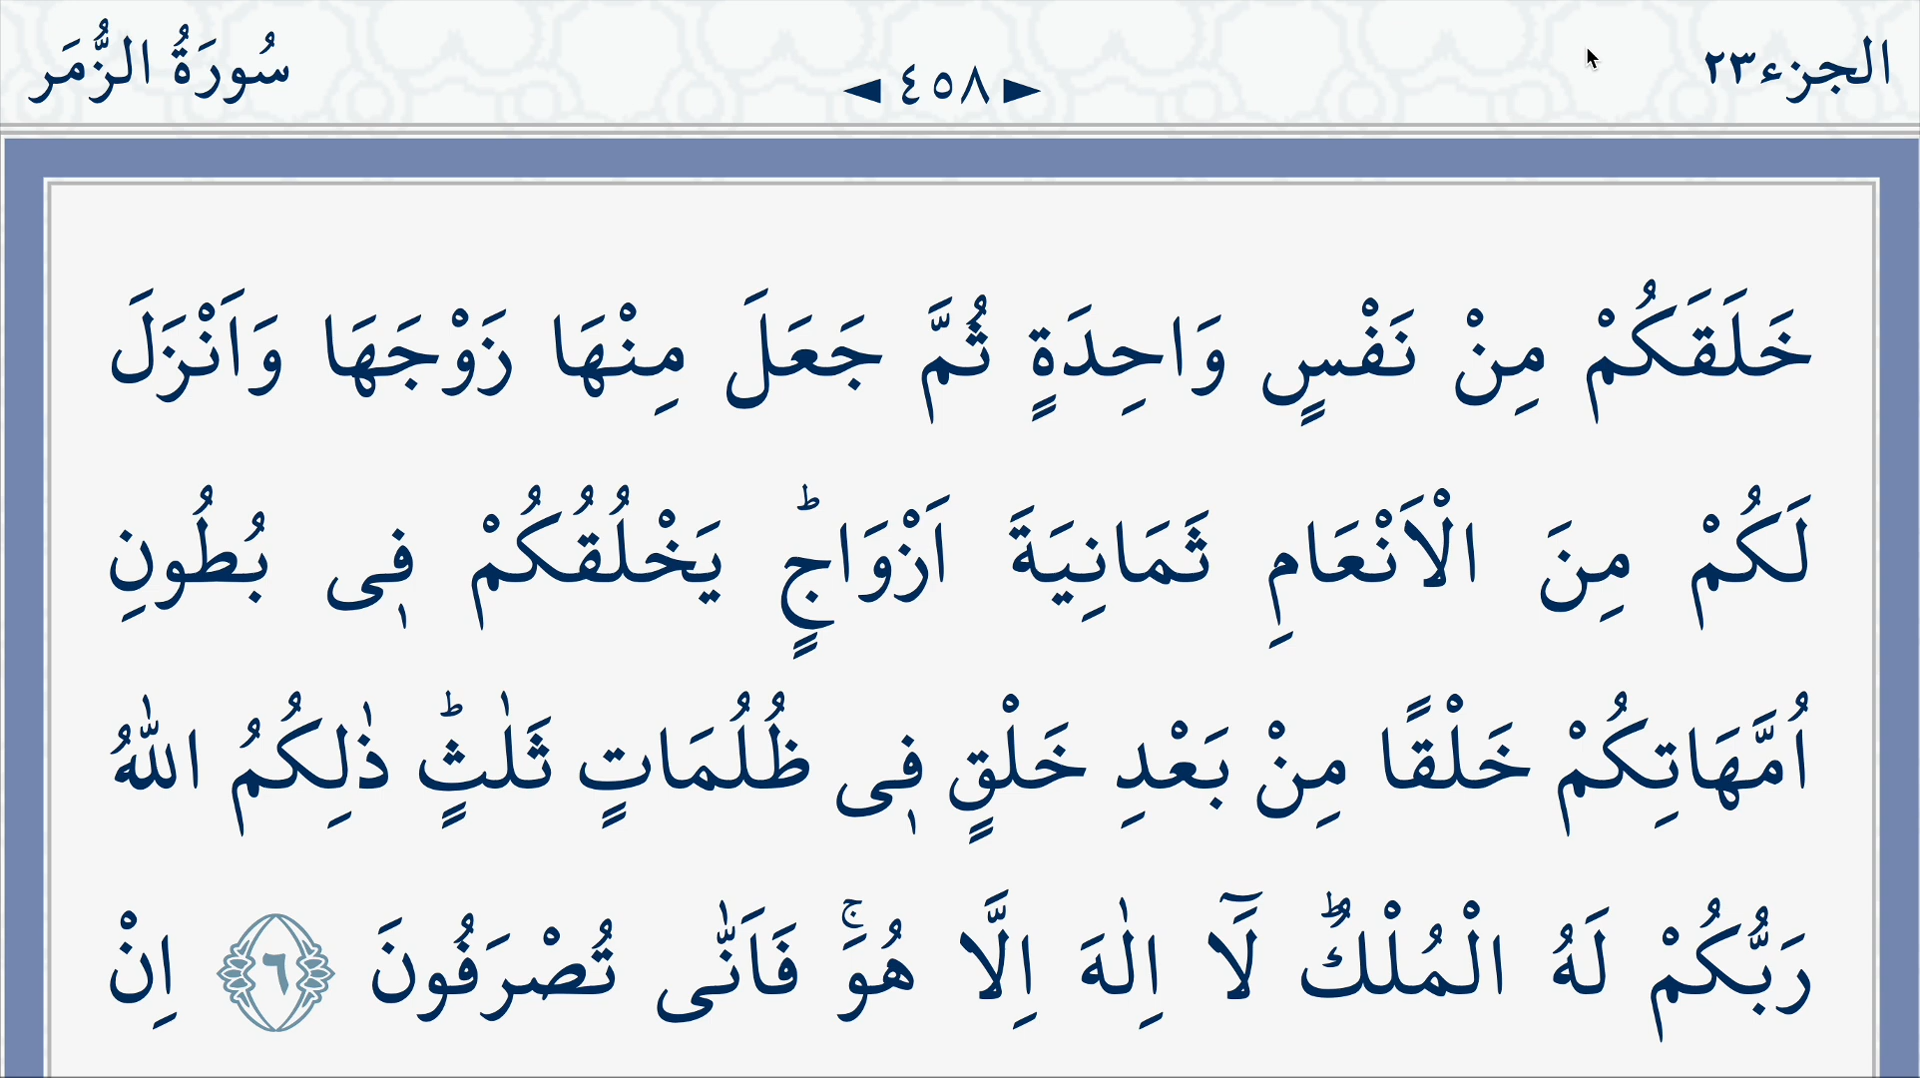 الجزء٢٣
◄٤٥٨►
سُورَةُ الزُّمَر
خَلَقَكُمْ مِنْ نَفْسٍ وَاحِدَةٍ ثُمَّ جَعَلَ مِنْهَا زَوْجَهَا وَاَنْزَلَ
لَكُمْ مِنَ الْاَنْعَامِ ثَمَانِيَةَ اَزْوَاجٍؕ يَخْلُقُكُمْ فٖى بُطُونِ
اُمَّهَاتِكُمْ خَلْقًا مِنْ بَعْدِ خَلْقٍ فٖى ظُلُمَاتٍ ثَلٰثٍؕ ذٰلِكُمُ اللّٰهُ
رَبُّكُمْ لَهُ الْمُلْكُؕ لَٓا اِلٰهَ اِلَّا هُوَۚ فَاَنّٰى تُصْرَفُونَ ٦ اِنْ